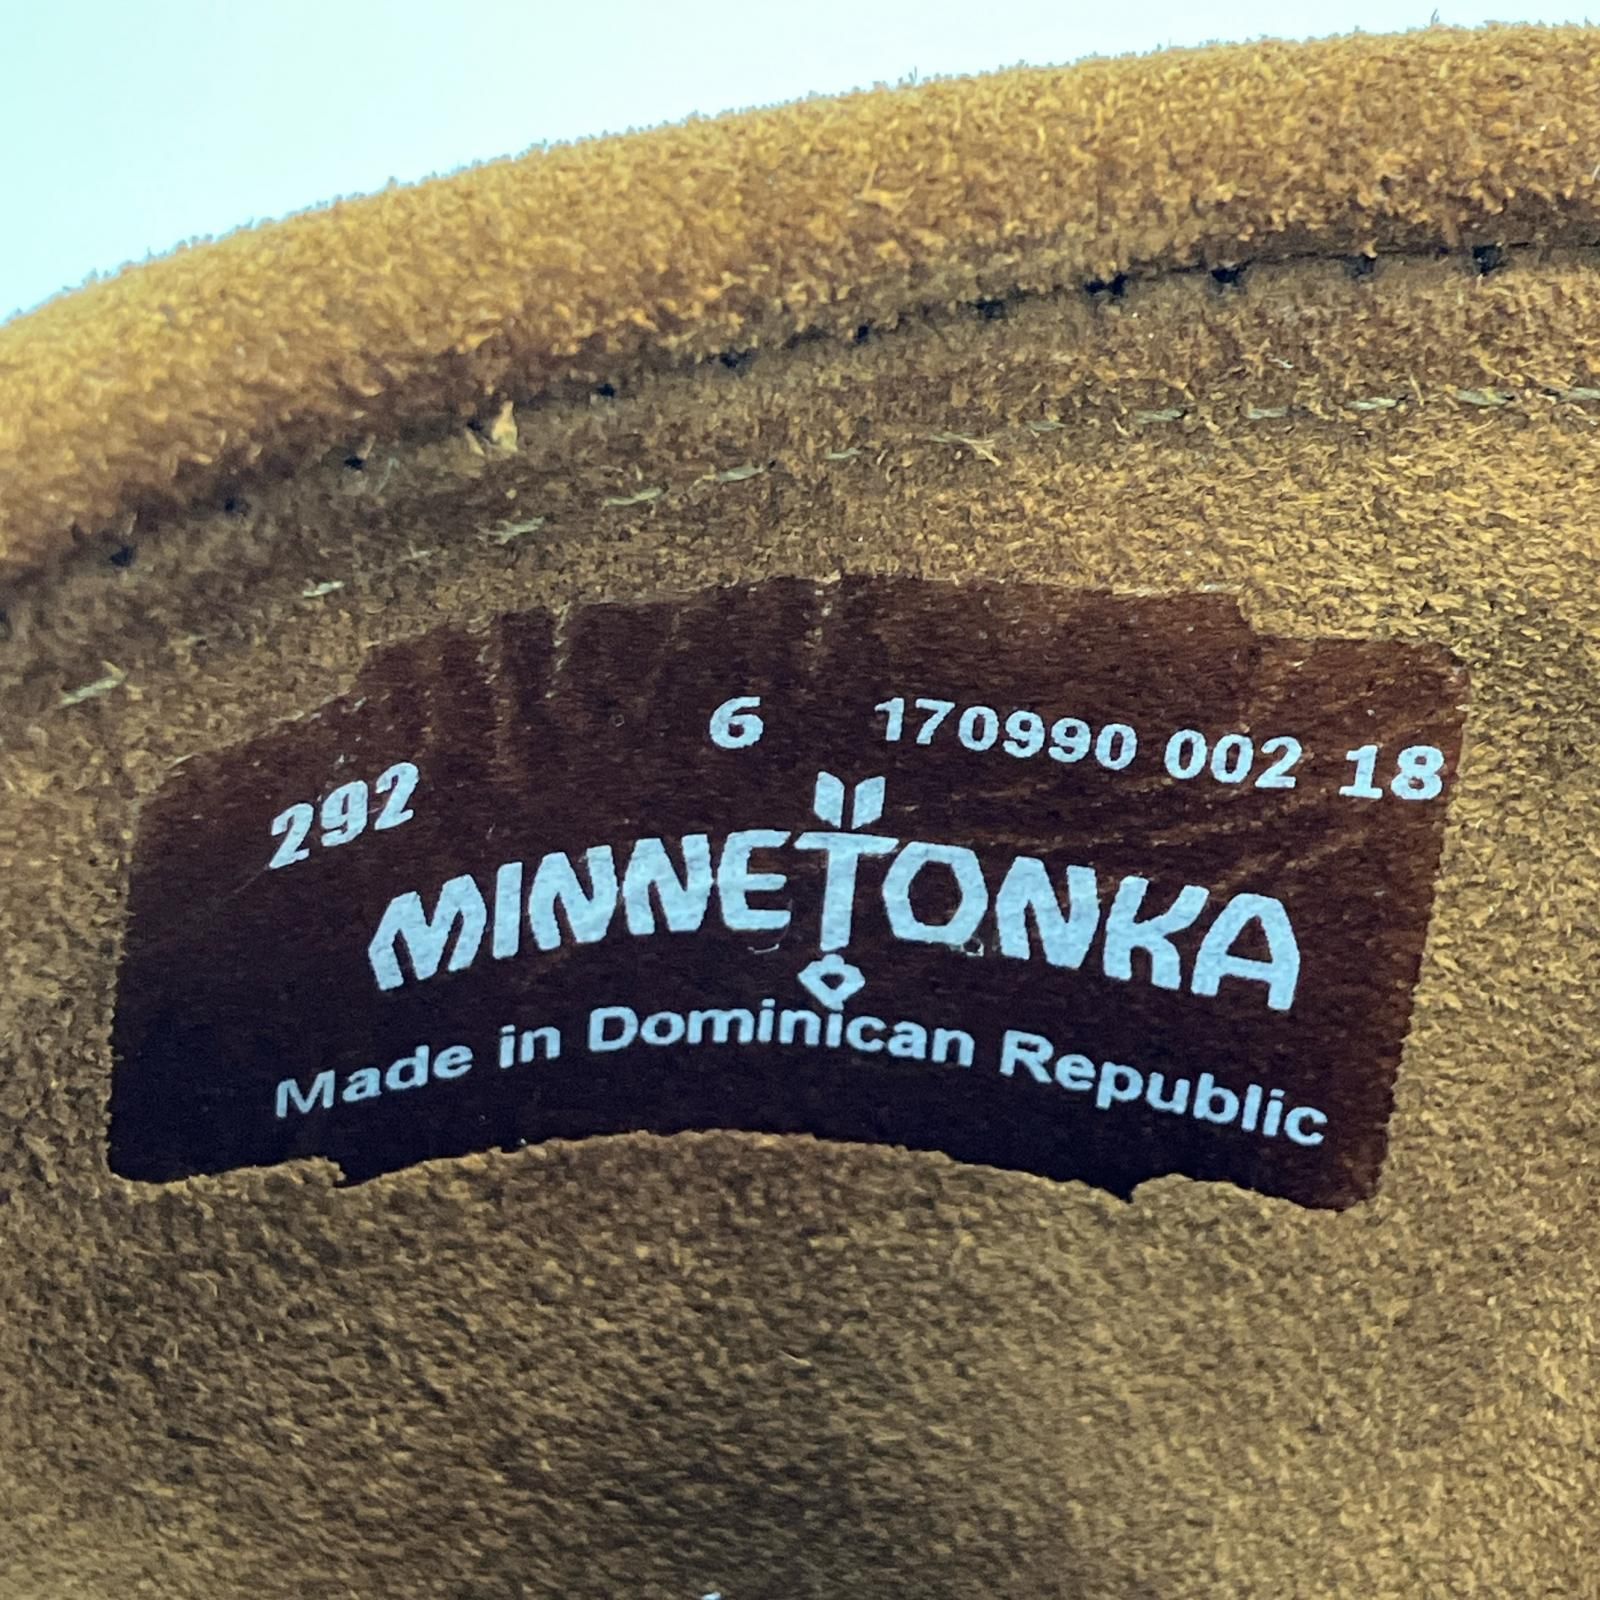 292 6 170990 002 18
MINNETONKA
Made in Dominican Republic